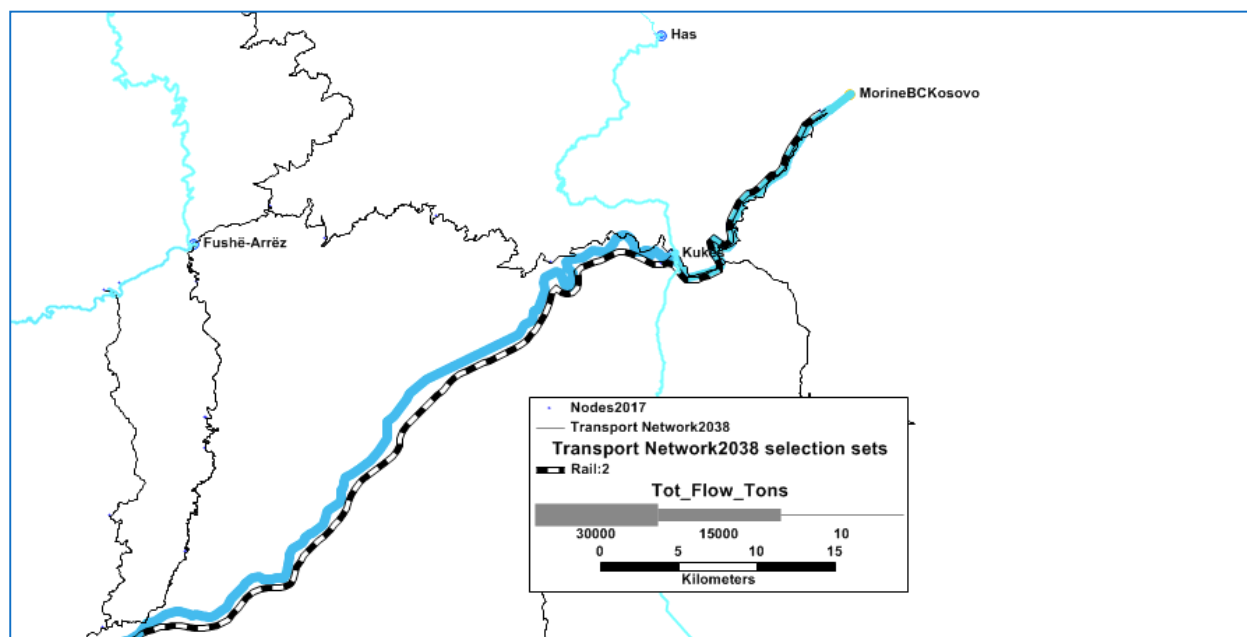 Has
MorineBCKosovo
Fushë-Arrëz
Kukës
Nodes2017
Transport Network2038
Transport Network2038 selection sets
Rail:2
Tot_Flow_Tons
30000 15000 10
0 5 10 15
Kilometers